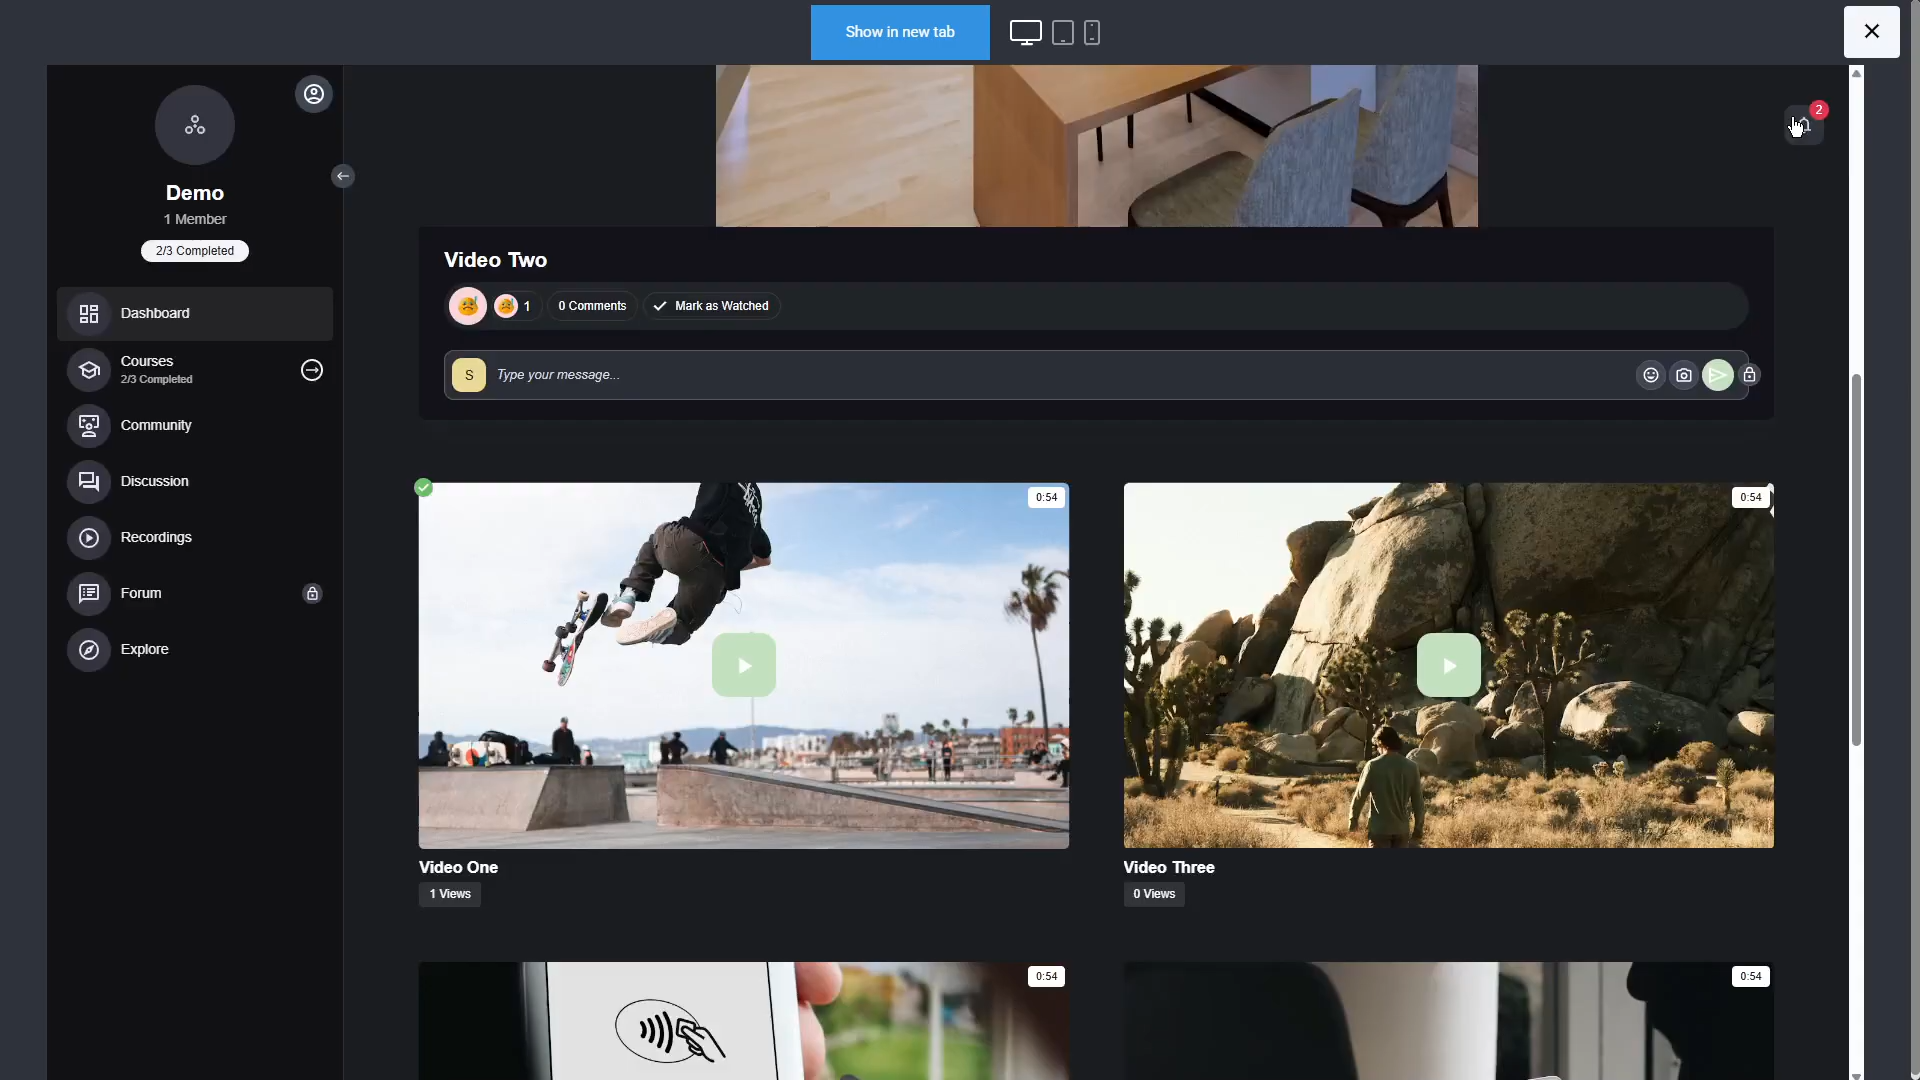 Show in new tab
Demo
1 Member
2/3 Completed
Dashboard
Courses
2/3 Completed
Community
Discussion
Recordings
Forum
Explore
2
Video Two
1
0 Comments
Mark as Watched
S
Type your message...
0:54
0:54
Video One
1 Views
Video Three
0 Views
0:54
0:54